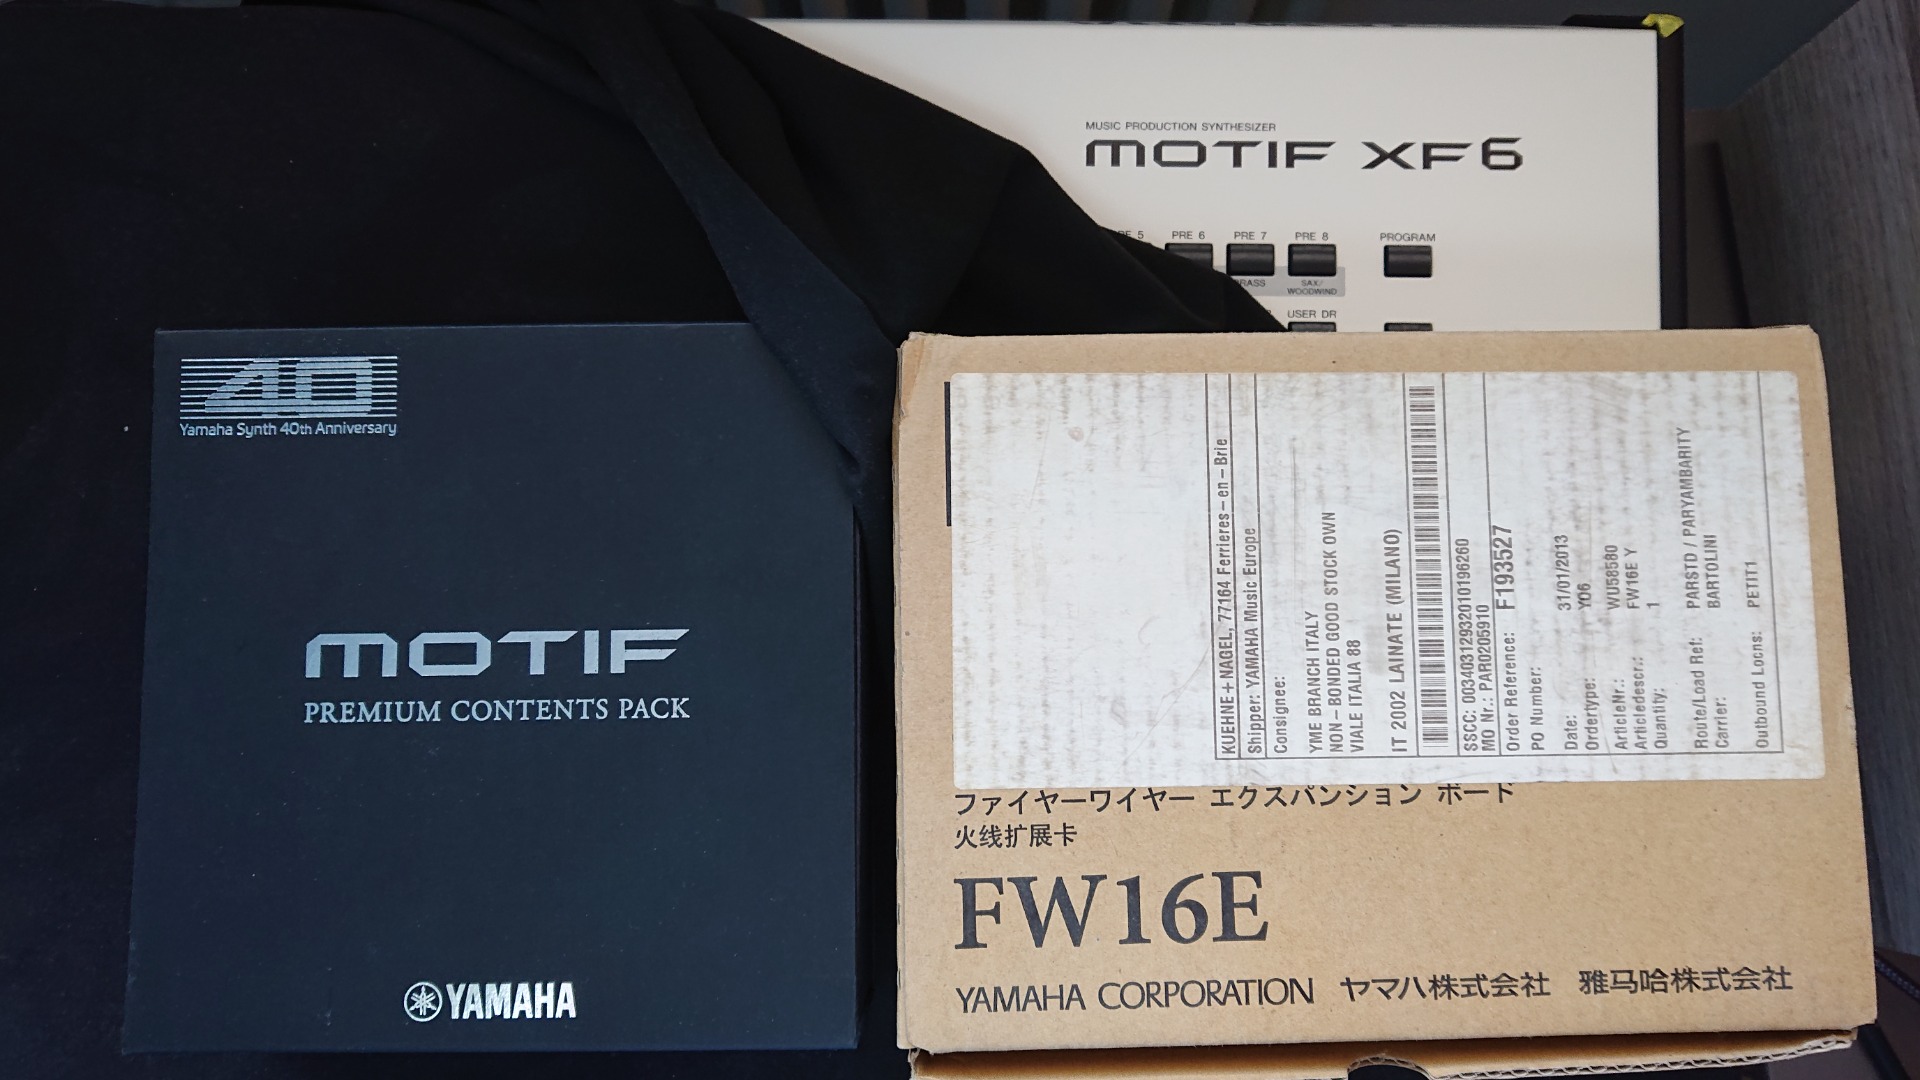 MUSIC PRODUCTION SYNTHESIZER
MOTIF XF6
PRE 6 PRE 7 PRE 8 PROGRAM
SAX/
WOODWIND
USER DR
40
Yamaha Synth 40th Anniversary
MOTIF
PREMIUM CONTENTS PACK
YAMAHA
KUEHNE+NAGEL, 77164 Ferrieres-en-Brie
Shipper: YAMAHA Music Europe
Consignee:
YME BRANCH ITALY
NON-BONDED GOOD STOCK OWN
VIALE ITALIA 88
IT 2002 LAINATE (MILANO)
SSCC: 00340312932010196260
MO Nr.: PAR0205910
Order Reference: F193527
PO Number:
Date: 31/01/2013
Ordertype: YO6
ArticleNr.: WU58580
Articledescr.: FW16E Y
Quantity: 1
Route/Load Ref: PARSTD / PARYAMBARITY
Carrier: BARTOLINI
Outbound Locns: PETIT1
ファイヤーワイヤー エクスパンション ボード
火线扩展卡
FW16E
YAMAHA CORPORATION ヤマハ株式会社 雅马哈株式会社